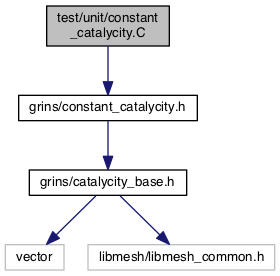 test/unit/constant
_catalycity.C
grins/constant_catalycity.h
grins/catalycity_base.h
vector
libmesh/libmesh_common.h